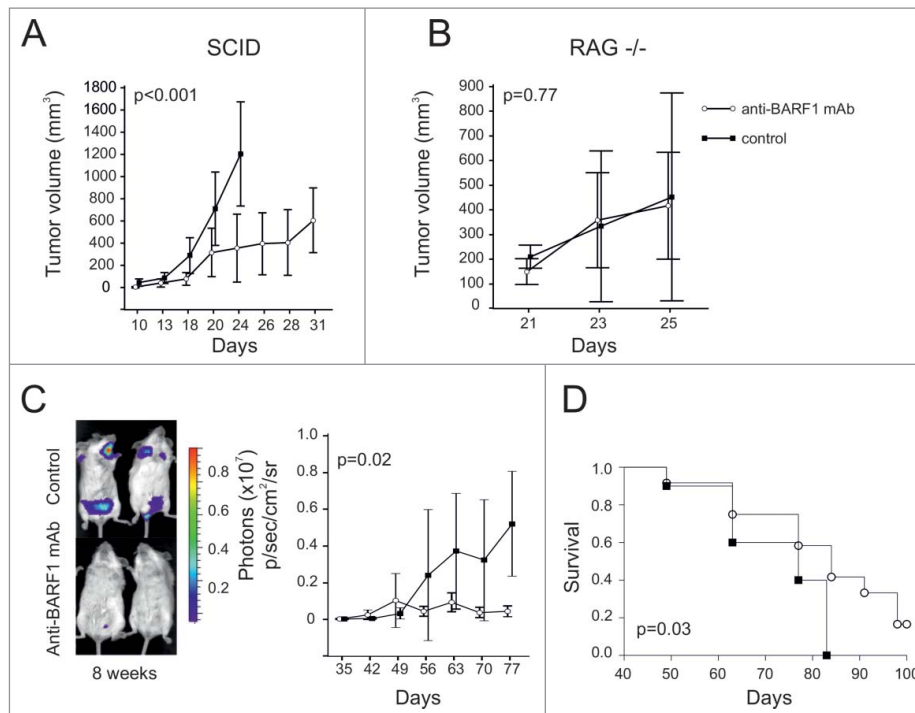 A
SCID
p<0.001
Tumor volume (mm³)
1800
1600
1400
1200
1000
800
600
400
200
0
10 13 18 20 24 26 28 31
Days
B
RAG -/-
p=0.77
Tumor volume (mm³)
900
800
700
600
500
400
300
200
100
0
21 23 25
Days
anti-BARF1 mAb
control
C
Control
Anti-BARF1 mAb
8 weeks
0.8
0.6
0.4
0.2
Photons (x10⁷)
p/sec/cm²/sr
p=0.02
1.0
0.8
0.6
0.4
0.2
0
35 42 49 56 63 70 77
Days
D
Survival
1.0
0.8
0.6
0.4
0.2
0.0
p=0.03
40 50 60 70 80 90 100
Days